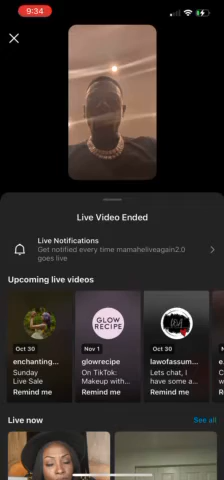 9:34
Live Video Ended
Live Notifications
Get notified every time mamaheliveagain2.0
goes live
Upcoming live videos
GLOW
RECIPE
Oct 30
Nov 1
Oct 30
enchanting...
glowrecipe
lawofassum...
Sunday
Live Sale
On TikTok:
Makeup with...
Lets chat, I
have some a...
Remind me
Remind me
Remind me
Live now
See all